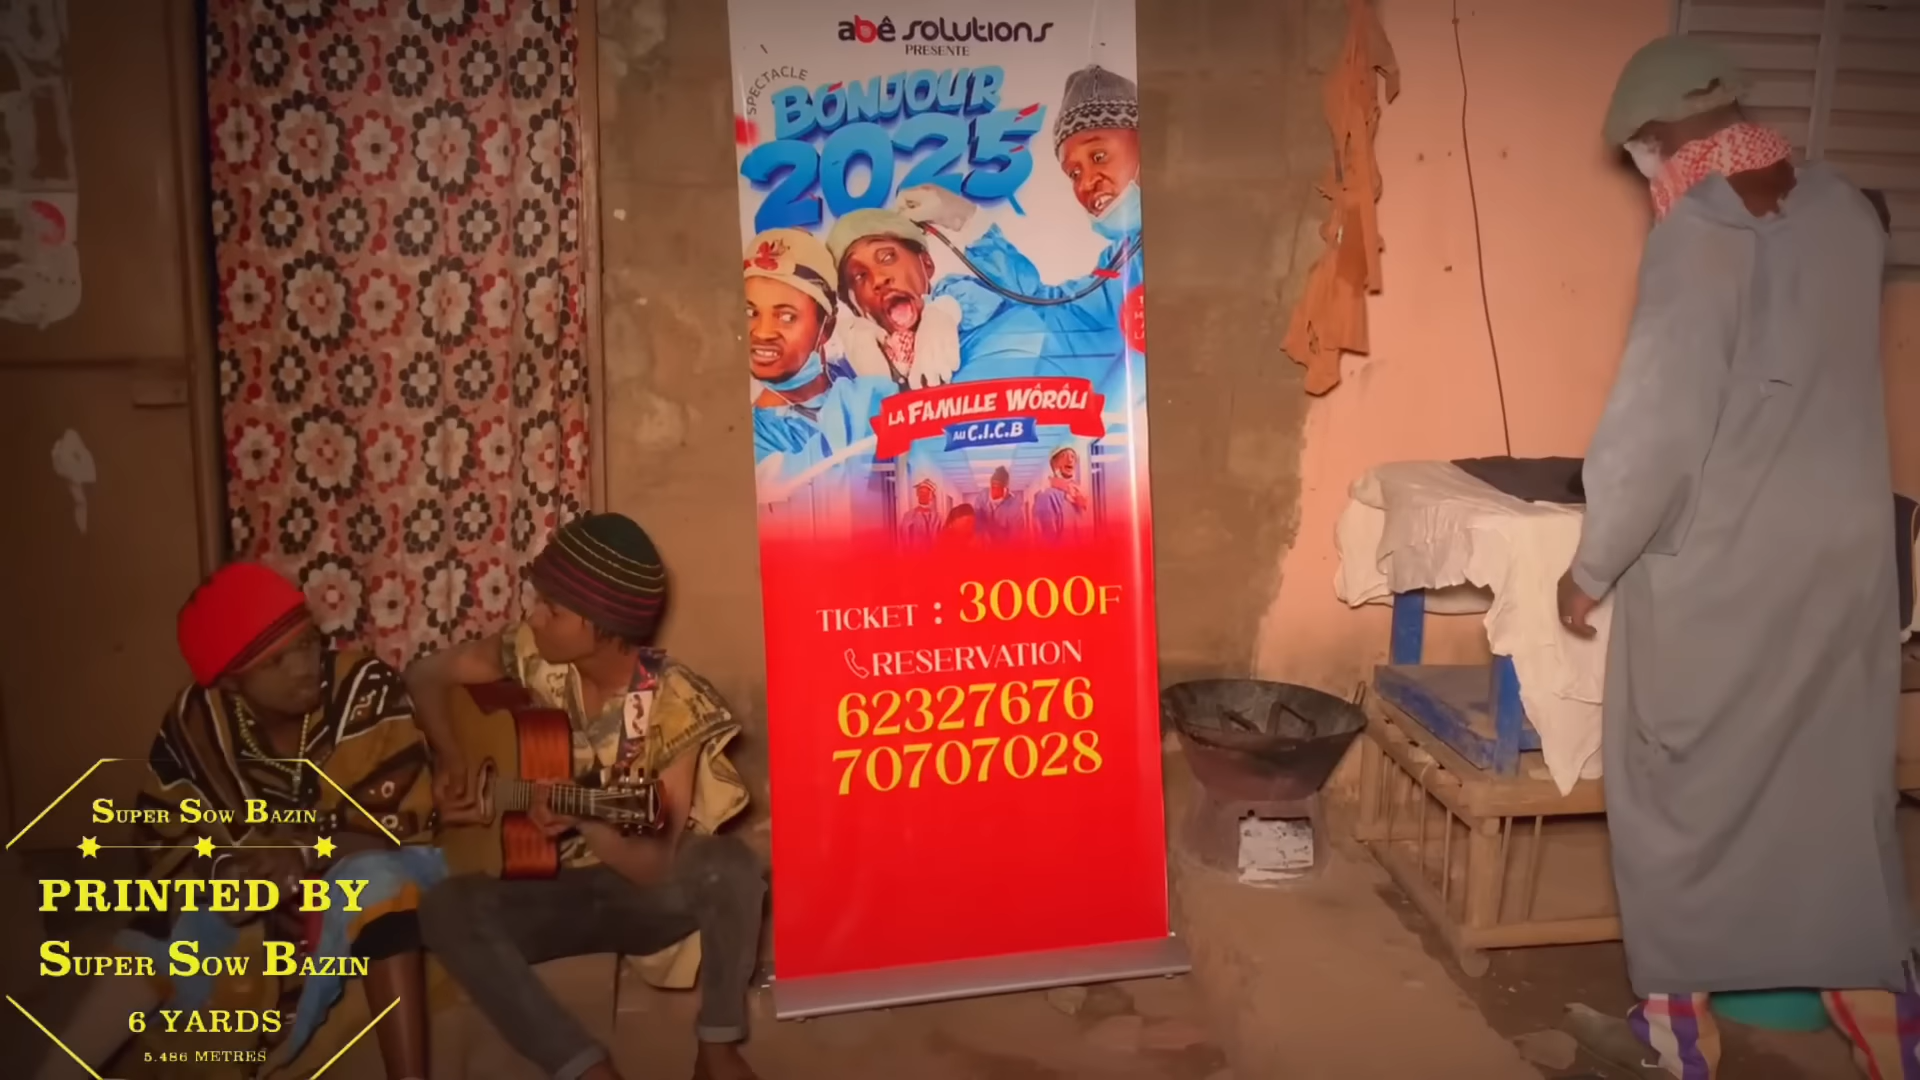 abê solutions
PRESENTE
SPECTACLE
BONJOUR
2025
LA FAMILLE WÔRÔLI
AU C.I.C.B
TICKET : 3000F
RESERVATION
62327676
70707028
SUPER SOW BAZIN
PRINTED BY
SUPER SOW BAZIN
6 YARDS
5.486 METRES